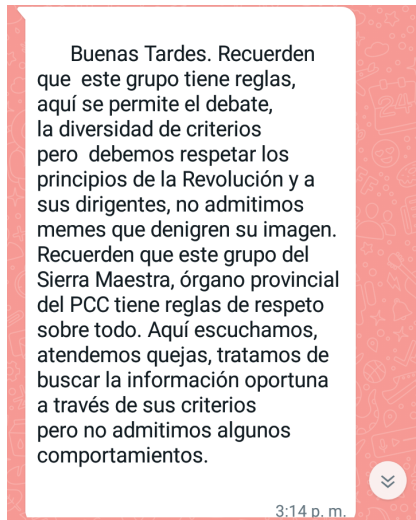 Buenas Tardes. Recuerden
que este grupo tiene reglas,
aquí se permite el debate,
la diversidad de criterios
pero debemos respetar los
principios de la Revolución y a
sus dirigentes, no admitimos
memes que denigren su imagen.
Recuerden que este grupo del
Sierra Maestra, órgano provincial
del PCC tiene reglas de respeto
sobre todo. Aquí escuchamos,
atendemos quejas, tratamos de
buscar la información oportuna
a través de sus criterios
pero no admitimos algunos
comportamientos.
3:14 p. m.